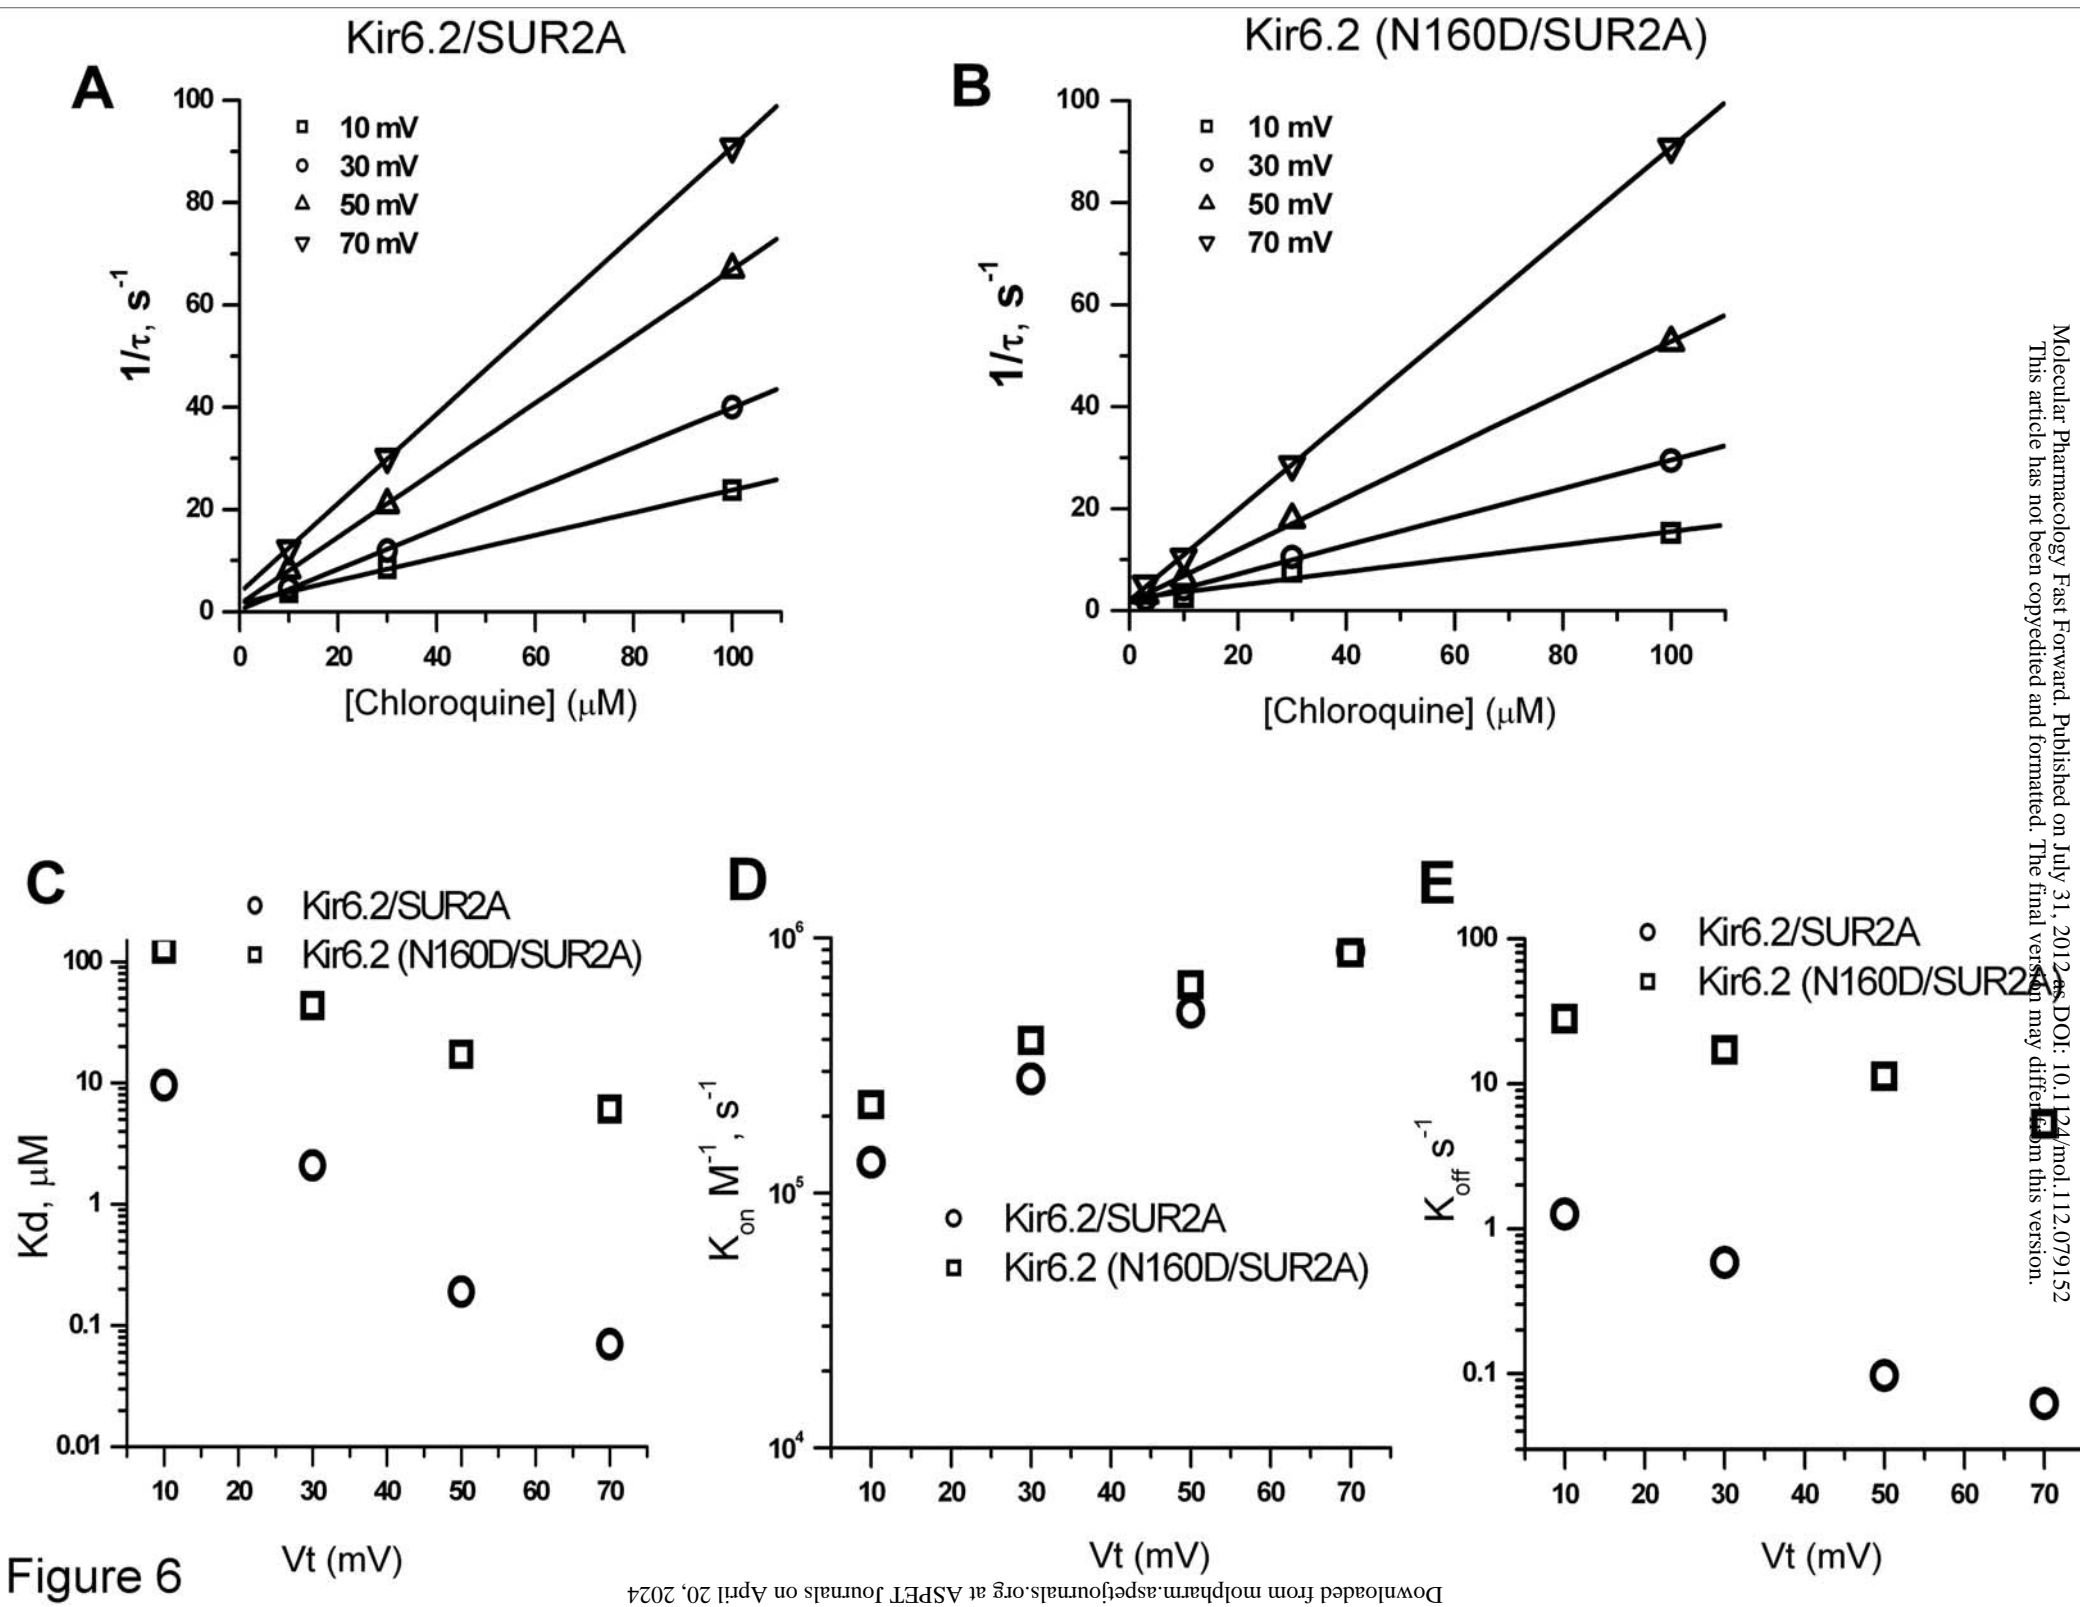 Kir6.2/SUR2A
Kir6.2 (N160D/SUR2A)
A
100
80
60
40
20
0
1/τ, s-1
10 mV
30 mV
50 mV
70 mV
0 20 40 60 80 100
[Chloroquine] (μM)
B
100
80
60
40
20
0
1/τ, s-1
10 mV
30 mV
50 mV
70 mV
0 20 40 60 80 100
[Chloroquine] (μM)
C
Kir6.2/SUR2A
Kir6.2 (N160D/SUR2A)
100
10
1
0.1
0.01
Kd, μM
10 20 30 40 50 60 70
Vt (mV)
D
10^6
10^5
10^4
Kon M-1, s-1
Kir6.2/SUR2A
Kir6.2 (N160D/SUR2A)
10 20 30 40 50 60 70
Vt (mV)
E
Kir6.2/SUR2A
Kir6.2 (N160D/SUR2A)
100
10
1
0.1
Koff s-1
10 20 30 40 50 60 70
Vt (mV)
Figure 6
Molecular Pharmacology Fast Forward. Published on July 31, 2012 as DOI: 10.1124/mol.112.079152
This article has not been copyedited and formatted. The final version may differ from this version.
Downloaded from molpharm.aspetjournals.org at ASPET Journals on April 20, 2024